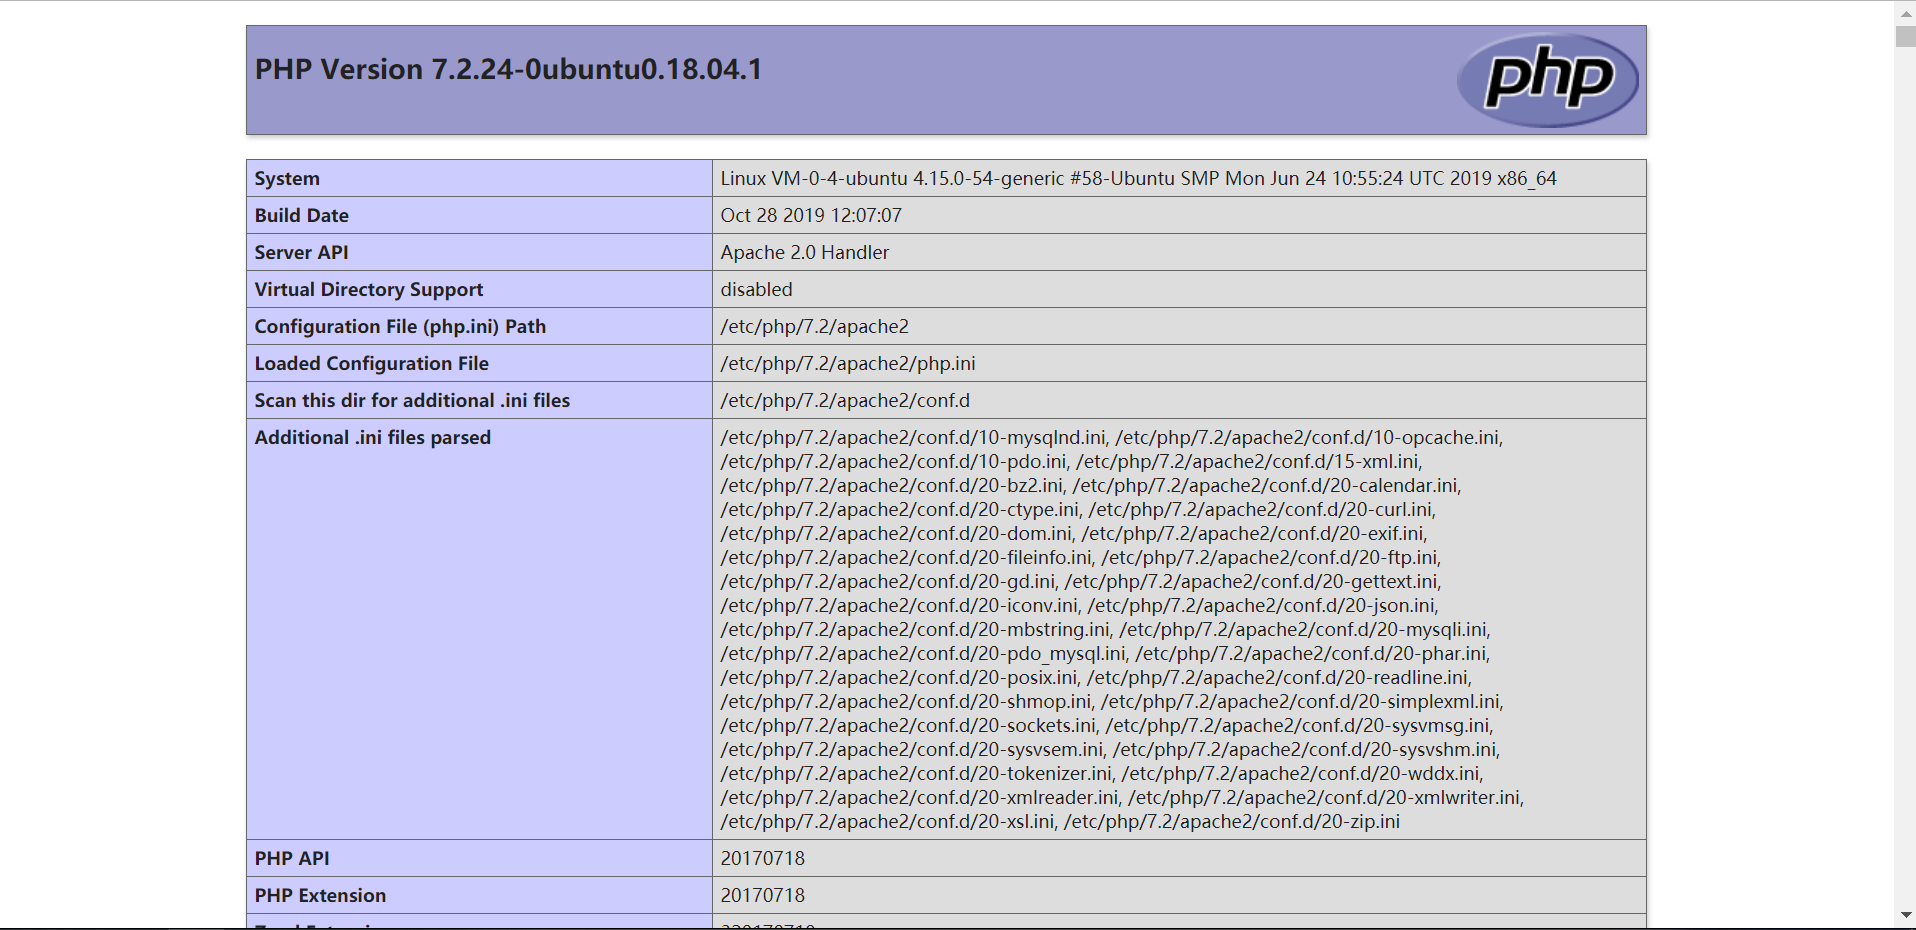 PHP Version 7.2.24-0ubuntu0.18.04.1
php
System Linux VM-0-4-ubuntu 4.15.0-54-generic #58-Ubuntu SMP Mon Jun 24 10:55:24 UTC 2019 x86_64
Build Date Oct 28 2019 12:07:07
Server API Apache 2.0 Handler
Virtual Directory Support disabled
Configuration File (php.ini) Path /etc/php/7.2/apache2
Loaded Configuration File /etc/php/7.2/apache2/php.ini
Scan this dir for additional .ini files /etc/php/7.2/apache2/conf.d
Additional .ini files parsed /etc/php/7.2/apache2/conf.d/10-mysqlnd.ini, /etc/php/7.2/apache2/conf.d/10-opcache.ini,
/etc/php/7.2/apache2/conf.d/10-pdo.ini, /etc/php/7.2/apache2/conf.d/15-xml.ini,
/etc/php/7.2/apache2/conf.d/20-bz2.ini, /etc/php/7.2/apache2/conf.d/20-calendar.ini,
/etc/php/7.2/apache2/conf.d/20-ctype.ini, /etc/php/7.2/apache2/conf.d/20-curl.ini,
/etc/php/7.2/apache2/conf.d/20-dom.ini, /etc/php/7.2/apache2/conf.d/20-exif.ini,
/etc/php/7.2/apache2/conf.d/20-fileinfo.ini, /etc/php/7.2/apache2/conf.d/20-ftp.ini,
/etc/php/7.2/apache2/conf.d/20-gd.ini, /etc/php/7.2/apache2/conf.d/20-gettext.ini,
/etc/php/7.2/apache2/conf.d/20-iconv.ini, /etc/php/7.2/apache2/conf.d/20-json.ini,
/etc/php/7.2/apache2/conf.d/20-mbstring.ini, /etc/php/7.2/apache2/conf.d/20-mysqli.ini,
/etc/php/7.2/apache2/conf.d/20-pdo_mysql.ini, /etc/php/7.2/apache2/conf.d/20-phar.ini,
/etc/php/7.2/apache2/conf.d/20-posix.ini, /etc/php/7.2/apache2/conf.d/20-readline.ini,
/etc/php/7.2/apache2/conf.d/20-shmop.ini, /etc/php/7.2/apache2/conf.d/20-simplexml.ini,
/etc/php/7.2/apache2/conf.d/20-sockets.ini, /etc/php/7.2/apache2/conf.d/20-sysvmsg.ini,
/etc/php/7.2/apache2/conf.d/20-sysvsem.ini, /etc/php/7.2/apache2/conf.d/20-sysvshm.ini,
/etc/php/7.2/apache2/conf.d/20-tokenizer.ini, /etc/php/7.2/apache2/conf.d/20-wddx.ini,
/etc/php/7.2/apache2/conf.d/20-xmlreader.ini, /etc/php/7.2/apache2/conf.d/20-xmlwriter.ini,
/etc/php/7.2/apache2/conf.d/20-xsl.ini, /etc/php/7.2/apache2/conf.d/20-zip.ini
PHP API 20170718
PHP Extension 20170718